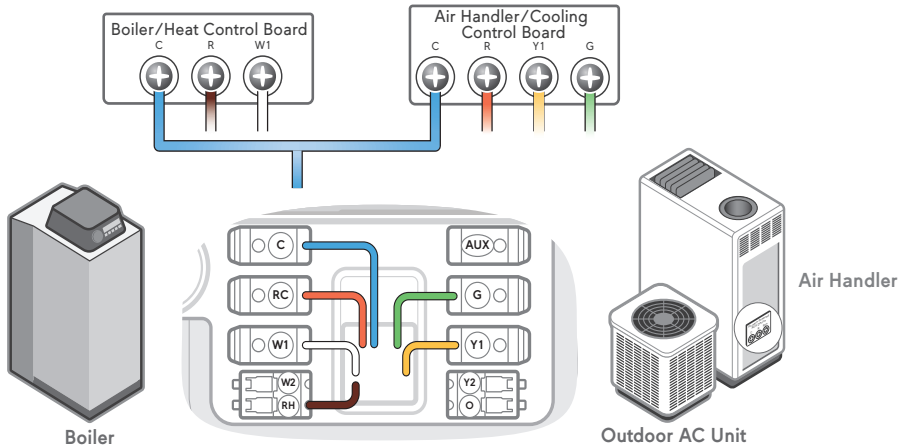 Boiler/Heat Control Board
C R W1
Air Handler/Cooling
Control Board
C R Y1 G
C
AUX
RC
G
W1
Y1
W2
Y2
RH
O
Boiler
Air Handler
Outdoor AC Unit